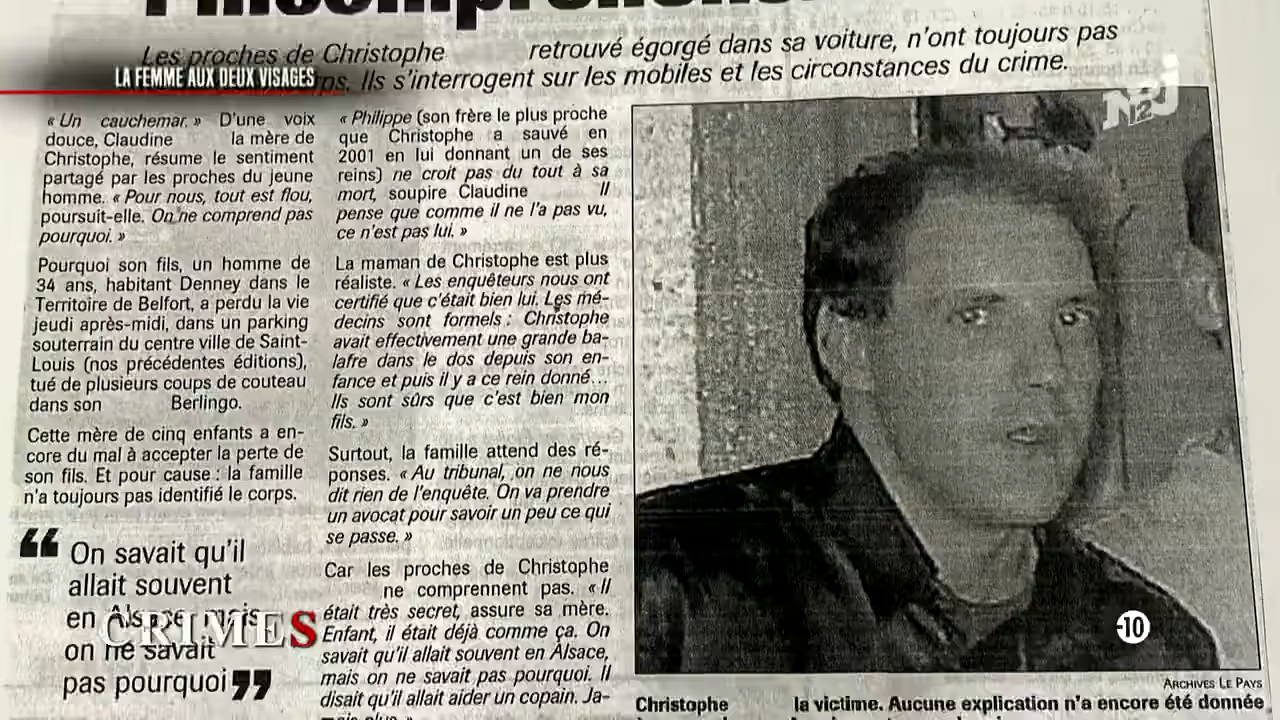 l'incompréhens
Les proches de Christophe retrouvé égorgé dans sa voiture, n'ont toujours pas
LA FEMME AUX DEUX VISAGES
ps. Ils s'interrogent sur les mobiles et les circonstances du crime.
NRJ
12
« Un cauchemar. » D'une voix
douce, Claudine la mère de
Christophe, résume le sentiment
partagé par les proches du jeune
homme. « Pour nous, tout est flou,
poursuit-elle. On ne comprend pas
pourquoi. »
Pourquoi son fils, un homme de
34 ans, habitant Denney dans le
Territoire de Belfort, a perdu la vie
jeudi après-midi, dans un parking
souterrain du centre ville de Saint-
Louis (nos précédentes éditions),
tué de plusieurs coups de couteau
dans son Berlingo.
Cette mère de cinq enfants a en-
core du mal à accepter la perte de
son fils. Et pour cause : la famille
n'a toujours pas identifié le corps.
“ On savait qu'il
allait souvent
en Alsace, mais
on ne savait
pas pourquoi ”
CRIMES
« Philippe (son frère le plus proche
que Christophe a sauvé en
2001 en lui donnant un de ses
reins) ne croit pas du tout à sa
mort, soupire Claudine Il
pense que comme il ne l'a pas vu,
ce n'est pas lui. »
La maman de Christophe est plus
réaliste. « Les enquêteurs nous ont
certifié que c'était bien lui. Les mé-
decins sont formels : Christophe
avait effectivement une grande ba-
lafre dans le dos depuis son en-
fance et puis il y a ce rein donné...
Ils sont sûrs que c'est bien mon
fils. »
Surtout, la famille attend des ré-
ponses. « Au tribunal, on ne nous
dit rien de l'enquête. On va prendre
un avocat pour savoir un peu ce qui
se passe. »
Car les proches de Christophe
ne comprennent pas. « Il
était très secret, assure sa mère.
Enfant, il était déjà comme ça. On
savait qu'il allait souvent en Alsace,
mais on ne savait pas pourquoi. Il
disait qu'il allait aider un copain. Ja-
mais plus. »
-10
ARCHIVES LE PAYS
Christophe la victime. Aucune explication n'a encore été donnée